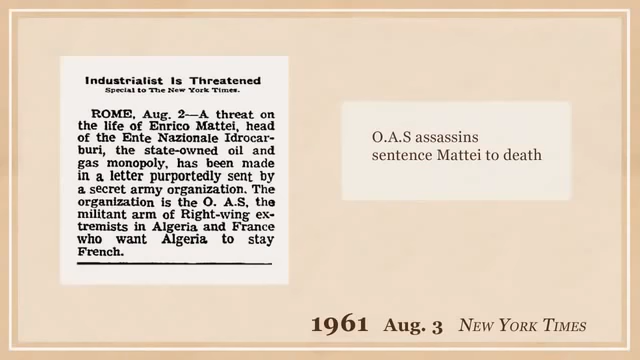 Industrialist Is Threatened
Special to The New York Times.
ROME, Aug. 2—A threat on
the life of Enrico Mattei, head
of the Ente Nazionale Idrocar-
buri, the state-owned oil and
gas monopoly, has been made
in a letter purportedly sent by
a secret army organization. The
organization is the O. A.S, the
militant arm of Right-wing ex-
tremists in Algeria and France
who want Algeria to stay
French.
O.A.S assassins
sentence Mattei to death
1961 Aug. 3 NEW YORK TIMES